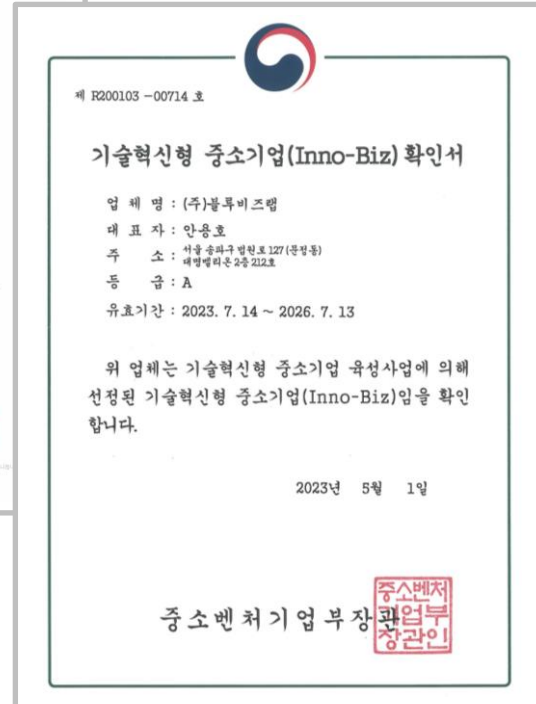 제 R200103 -00714 호
기술혁신형 중소기업(Inno-Biz) 확인서
업 체 명 : (주)블루비즈랩
대 표 자 : 안용호
주 소 : 서울 송파구 법원로 127 (문정동)
대명벨리온 2층 212호
등 급 : A
유효기간 : 2023. 7. 14 ~ 2026. 7. 13
위 업체는 기술혁신형 중소기업 육성사업에 의해
선정된 기술혁신형 중소기업(Inno-Biz)임을 확인
합니다.
2023년 5월 1일
중소벤처기업부장관
중소벤처
기업부
장관인